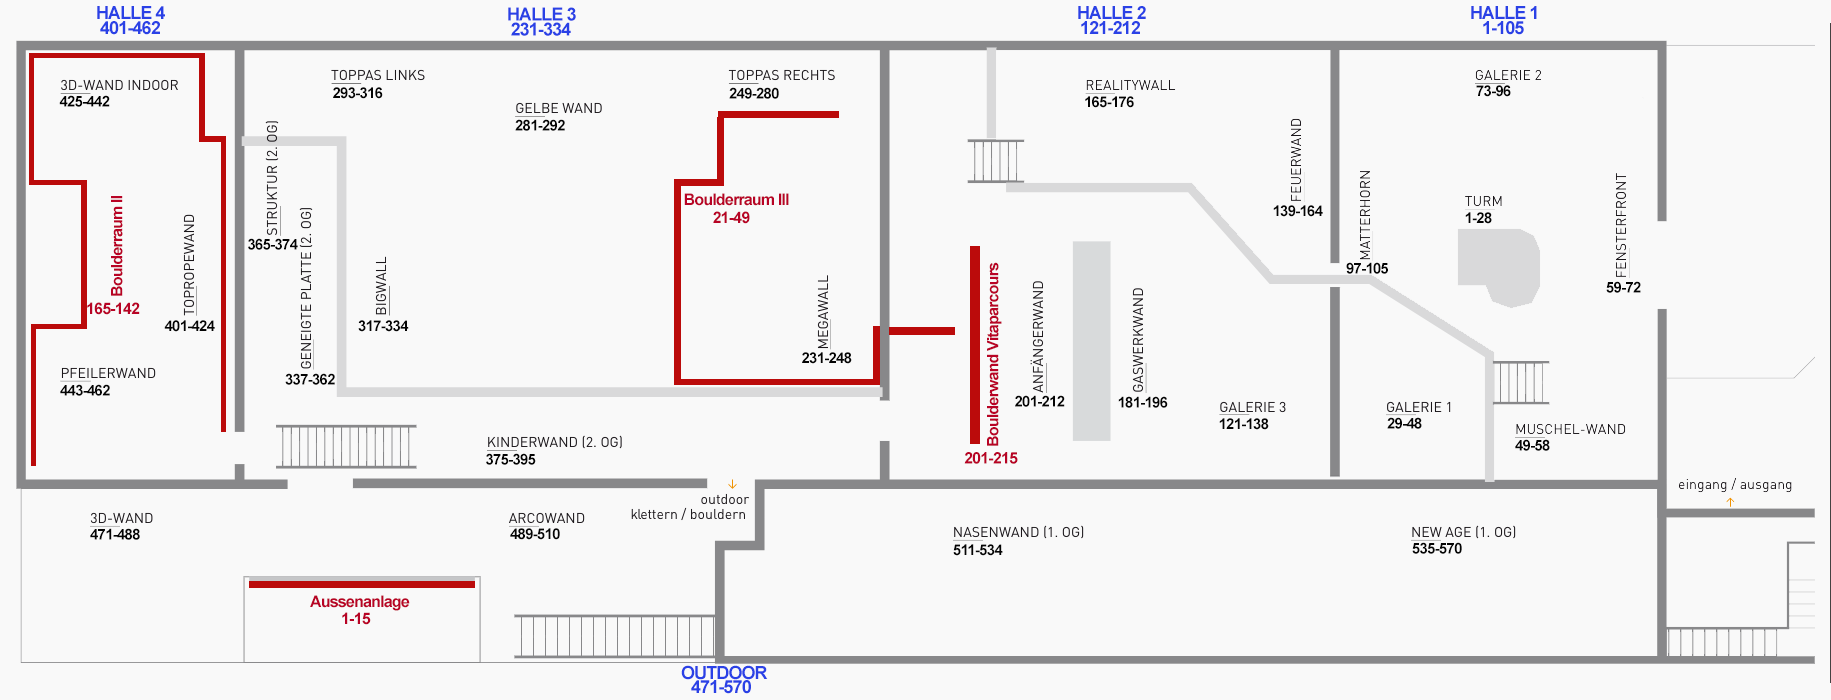 HALLE 4
401-462
HALLE 3
231-334
HALLE 2
121-212
HALLE 1
1-105
3D-WAND INDOOR
425-442
Boulderraum II
165-142
TOPROPEWAND
401-424
PFEILERWAND
443-462
TOPPAS LINKS
293-316
GELBE WAND
281-292
TOPPAS RECHTS
249-280
STRUKTUR (2. OG)
365-374
GENEIGTE PLATTE (2. OG)
337-362
BIGWALL
317-334
Boulderraum III
21-49
MEGAWALL
231-248
KINDERWAND (2. OG)
375-395
REALITYWALL
165-176
FEUERWAND
139-164
Boulderwand Vitaparcours
201-215
ANFÄNGERWAND
201-212
GASWERKWAND
181-196
GALERIE 3
121-138
GALERIE 2
73-96
MATTERHORN
97-105
TURM
1-28
FENSTERFRONT
59-72
GALERIE 1
29-48
MUSCHEL-WAND
49-58
eingang / ausgang
outdoor
klettern / bouldern
3D-WAND
471-488
ARCOWAND
489-510
NASENWAND (1. OG)
511-534
NEW AGE (1. OG)
535-570
Aussenanlage
1-15
OUTDOOR
471-570